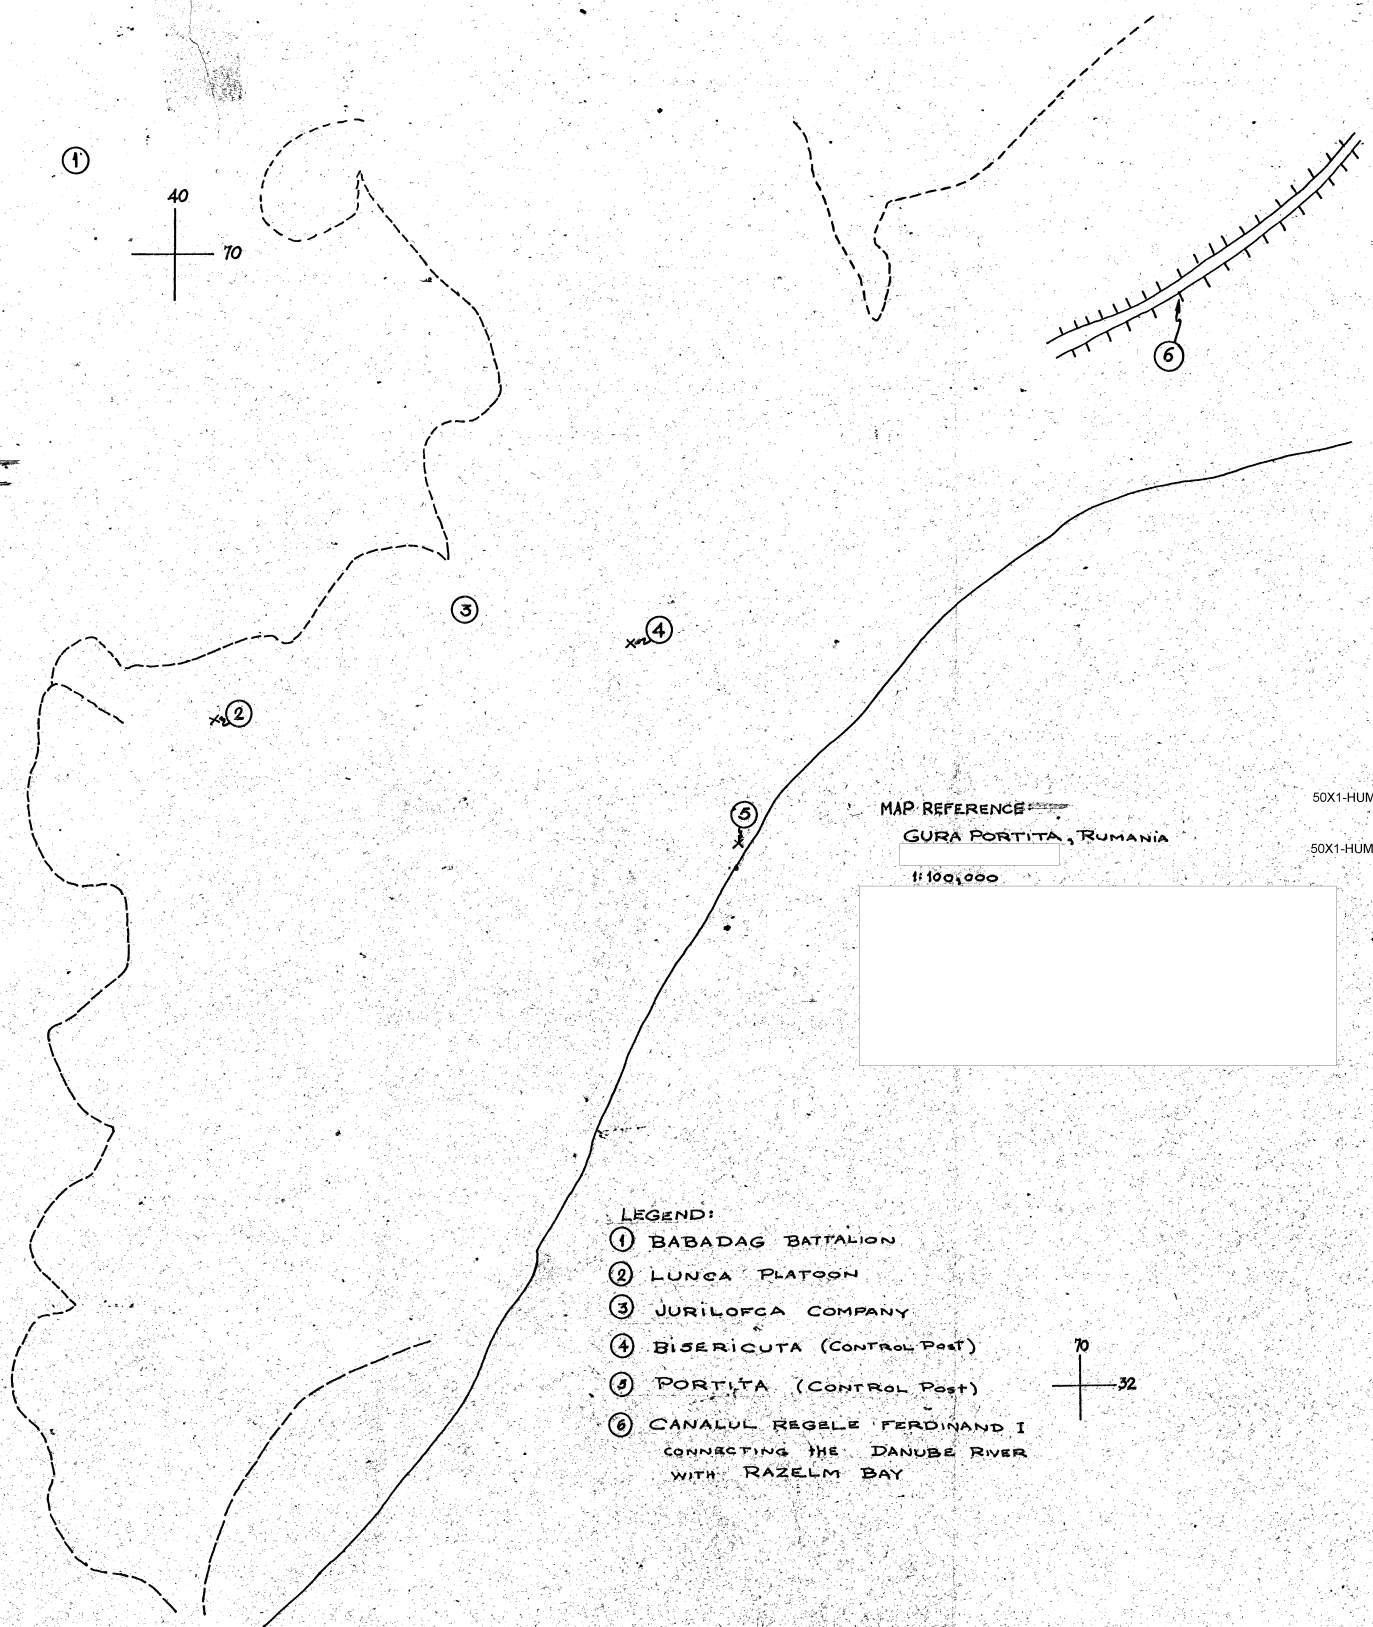 1
40
70
6
3
4
2
5
MAP REFERENCE
50X1-HUM
GURA PORTITA, RUMANIA
50X1-HUM
1:100,000
LEGEND:
1 BABADAG BATTALION
2 LUNCA PLATOON
3 JURILOFCA COMPANY
4 BISERICUTA (CONTROL Post)
70
5 PORTITA (CONTROL Post)
32
6 CANALUL REGELE FERDINAND I
CONNECTING THE DANUBE RIVER
WITH RAZELM BAY